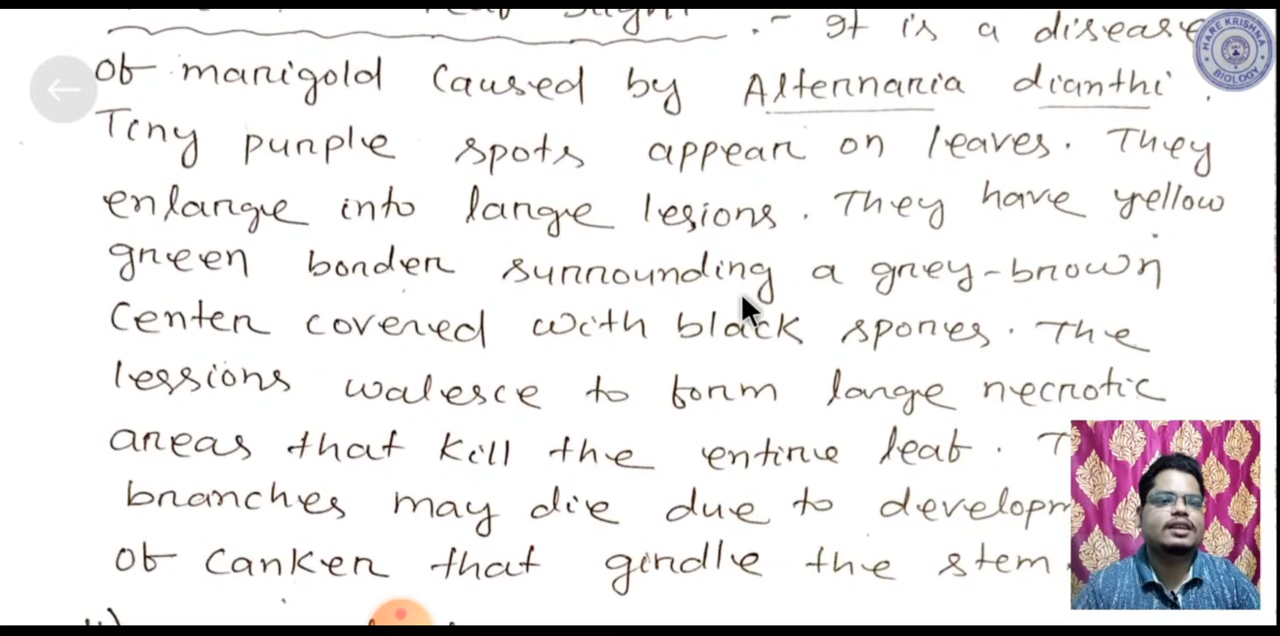 It is a disease
of marigold caused by Alternaria dianthi.
Tiny purple spots appear on leaves. They
enlarge into large lesions. They have yellow
green border surrounding a grey-brown
center covered with black spores. The
lessions walesce to form large necrotic
areas that kill the entire leaf. T
branches may die due to developm
of canker that girdle the stem.
HARE KRISHNA
BIOLOGY